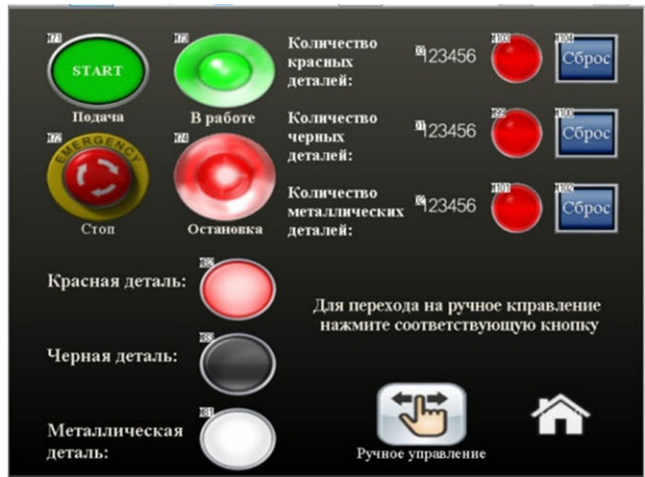 START
Подача
В работе
EMERGENCY
Стоп
Остановка
Количество
красных
деталей:
123456
Сброс
Количество
черных
деталей:
123456
Сброс
Количество
металлических
деталей:
123456
Сброс
Красная деталь:
Черная деталь:
Металлическая
деталь:
Для перехода на ручное кправление
нажмите соответствующую кнопку
Ручное управление